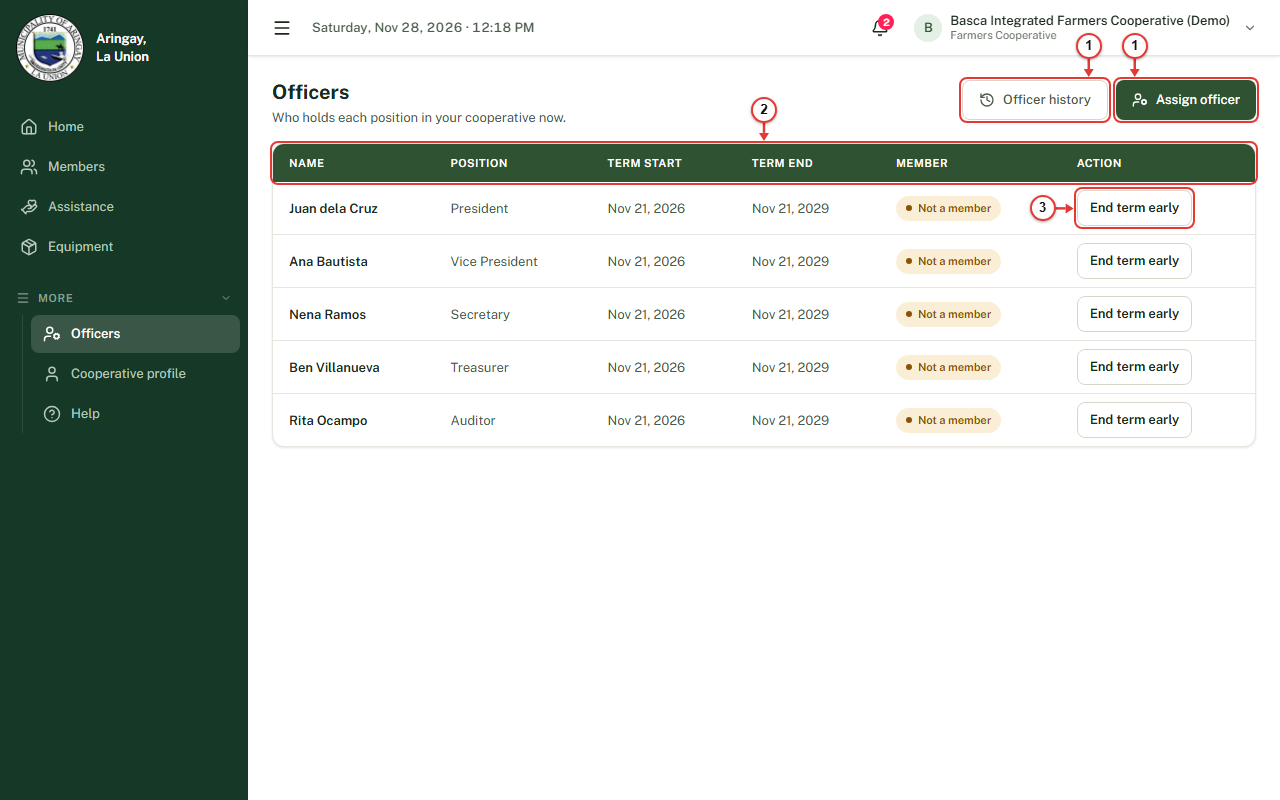 MUNICIPALITY OF ARINGAY
1741
LA UNION
Aringay,
La Union
Home
Members
Assistance
Equipment
MORE
Officers
Cooperative profile
Help
Saturday, Nov 28, 2026 · 12:18 PM
2
B
Basca Integrated Farmers Cooperative (Demo)
Farmers Cooperative
1
1
Officers
Who holds each position in your cooperative now.
Officer history
Assign officer
2
NAME POSITION TERM START TERM END MEMBER ACTION
Juan dela Cruz President Nov 21, 2026 Nov 21, 2029 Not a member 3 End term early
Ana Bautista Vice President Nov 21, 2026 Nov 21, 2029 Not a member End term early
Nena Ramos Secretary Nov 21, 2026 Nov 21, 2029 Not a member End term early
Ben Villanueva Treasurer Nov 21, 2026 Nov 21, 2029 Not a member End term early
Rita Ocampo Auditor Nov 21, 2026 Nov 21, 2029 Not a member End term early